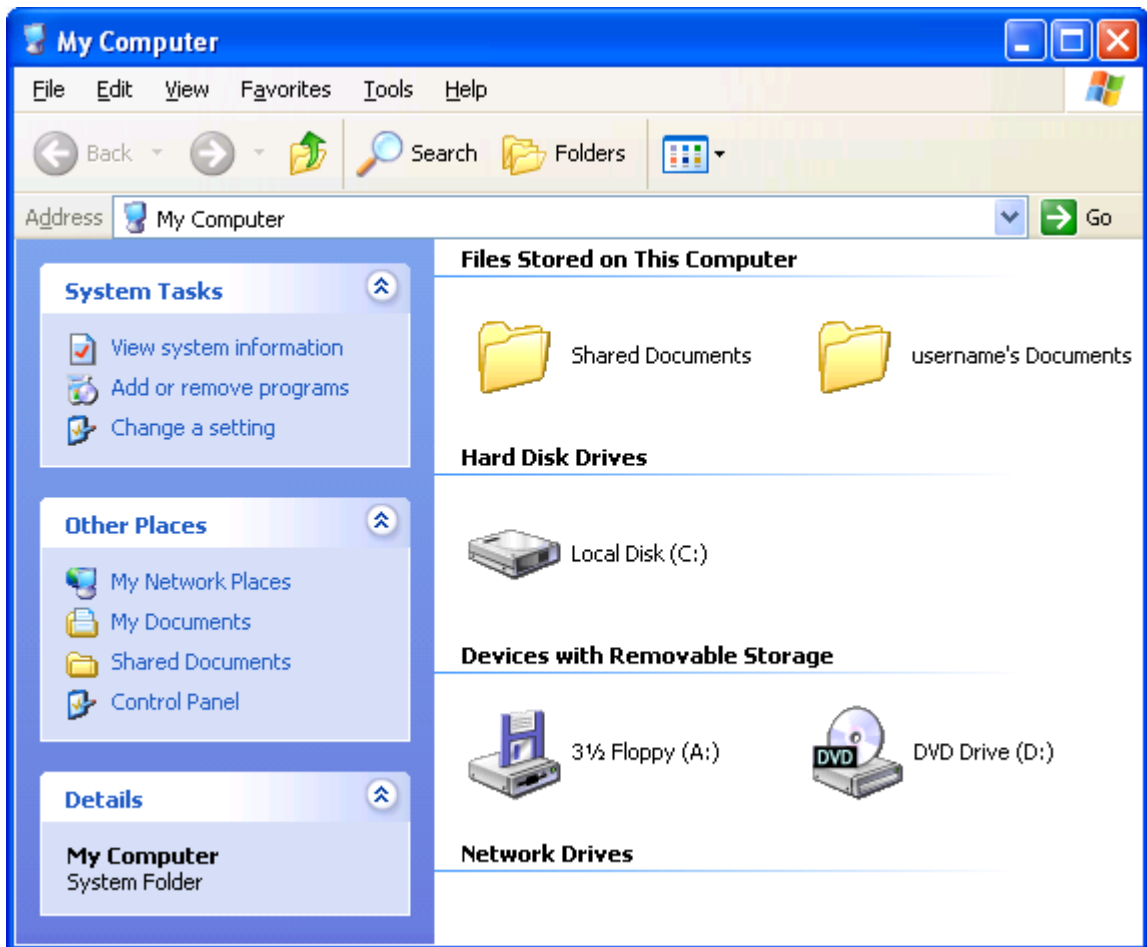 My Computer
File Edit View Favorites Tools Help
Back Search Folders
Address My Computer Go
System Tasks
View system information
Add or remove programs
Change a setting
Other Places
My Network Places
My Documents
Shared Documents
Control Panel
Details
My Computer
System Folder
Files Stored on This Computer
Shared Documents
username's Documents
Hard Disk Drives
Local Disk (C:)
Devices with Removable Storage
3½ Floppy (A:)
DVD
DVD Drive (D:)
Network Drives